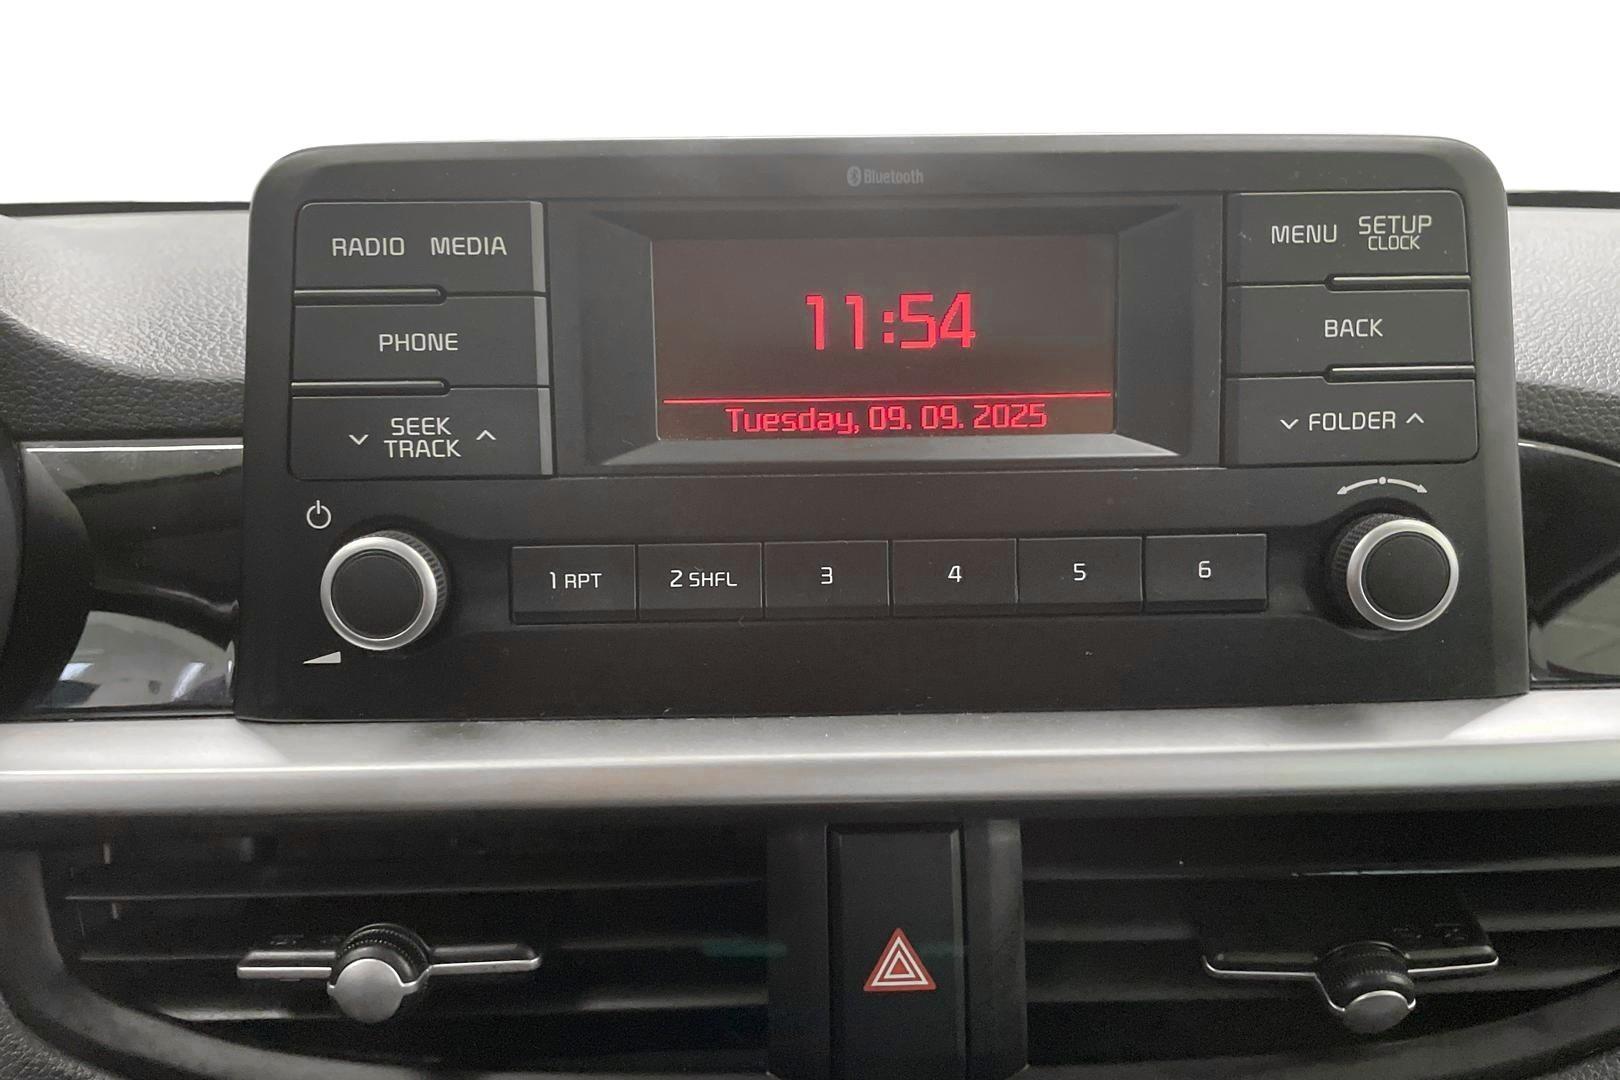 Bluetooth
RADIO MEDIA
PHONE
SEEK
TRACK
11:54
Tuesday, 09. 09. 2025
MENU SETUP
CLOCK
BACK
FOLDER
1 RPT 2 SHFL 3 4 5 6